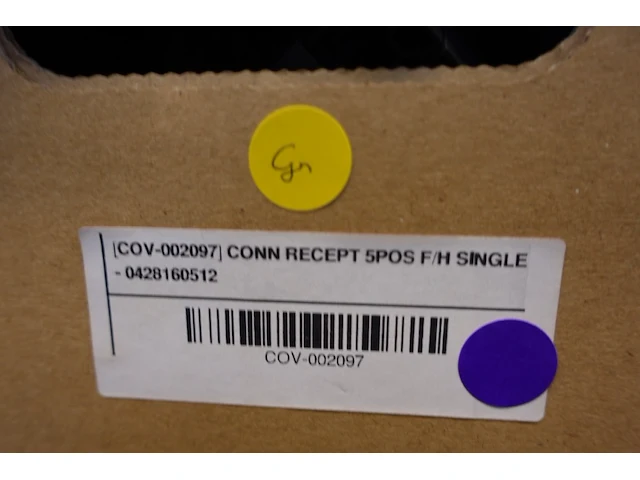 Gn
[COV-002097] CONN RECEPT 5POS F/H SINGLE
- 0428160512
COV-002097